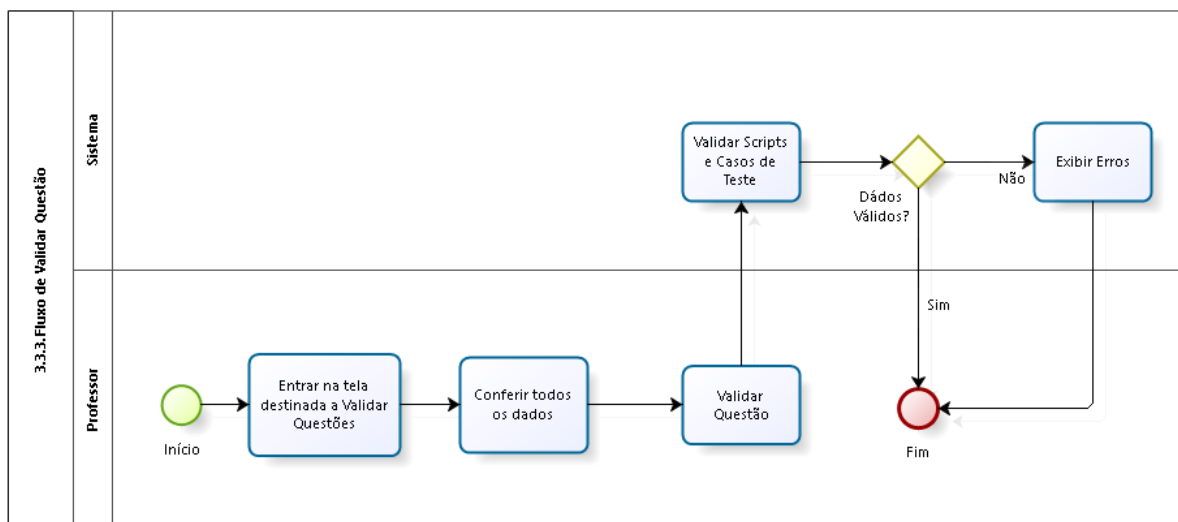 3.3.3.Fluxo de Validar Questão
Sistema
Validar Scripts
e Casos de
Teste
Dádos
Válidos?
Não
Exibir Erros
Sim
Professor
Início
Entrar na tela
destinada a Validar
Questões
Conferir todos
os dados
Validar
Questão
Fim